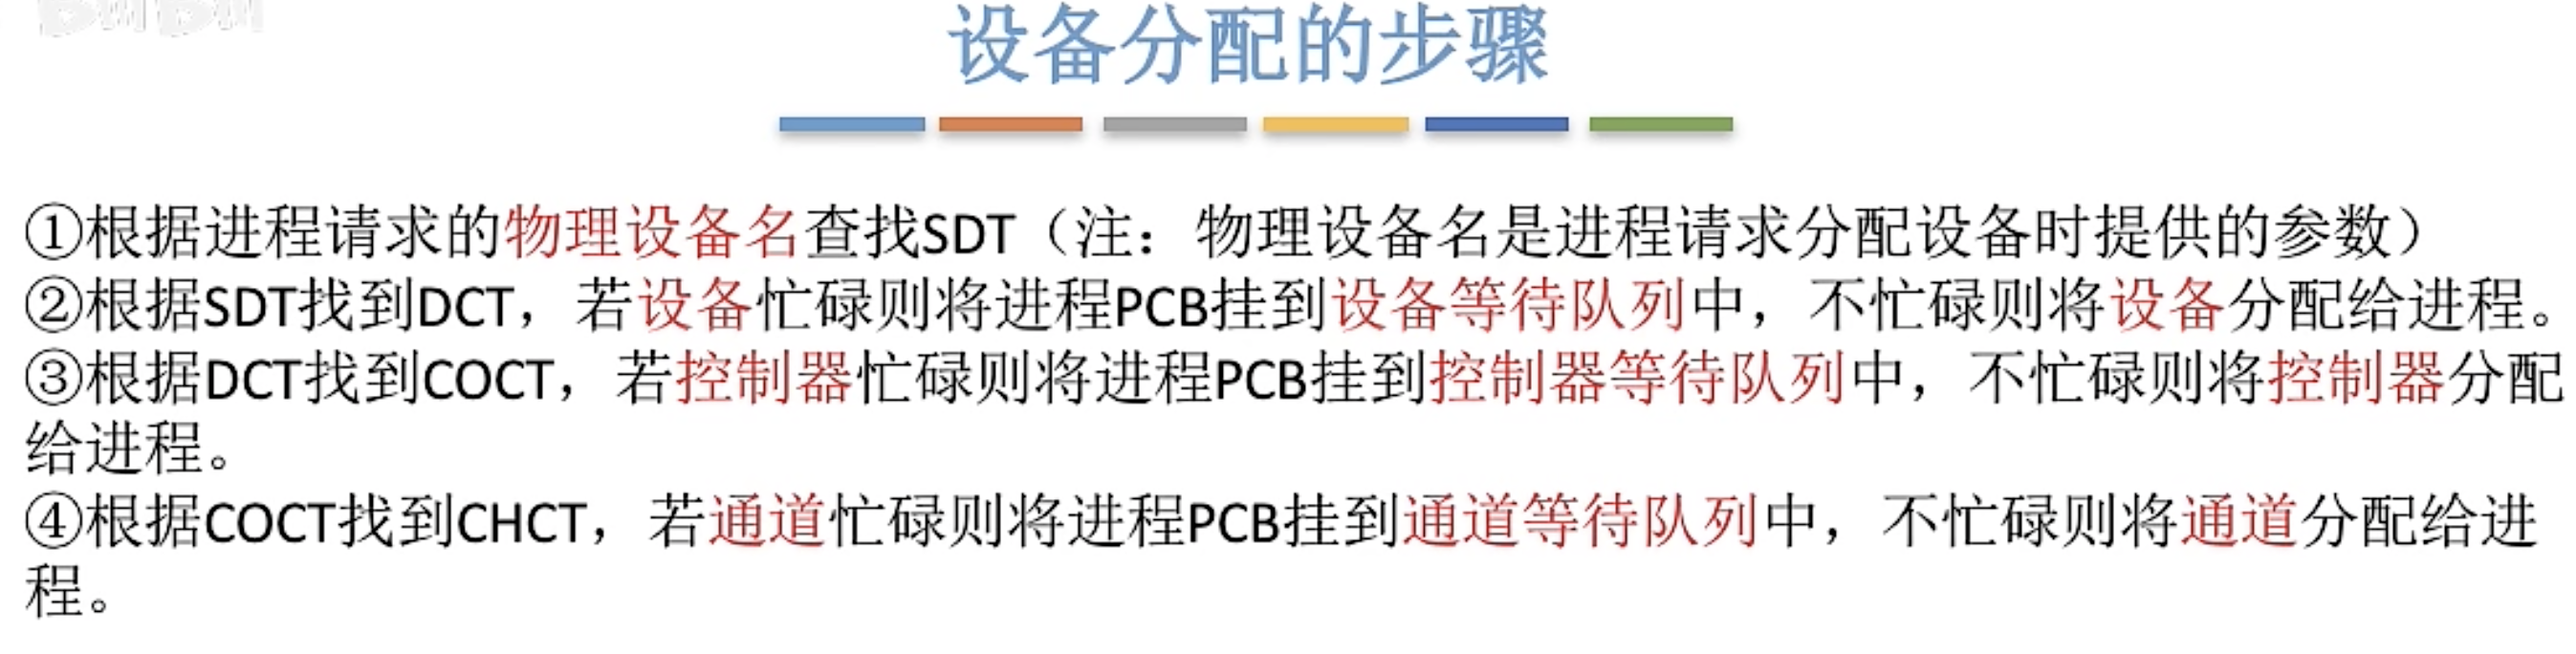 设备分配的步骤
①根据进程请求的物理设备名查找SDT（注：物理设备名是进程请求分配设备时提供的参数）
②根据SDT找到DCT，若设备忙碌则将进程PCB挂到设备等待队列中，不忙碌则将设备分配给进程。
③根据DCT找到COCT，若控制器忙碌则将进程PCB挂到控制器等待队列中，不忙碌则将控制器分配
给进程。
④根据COCT找到CHCT，若通道忙碌则将进程PCB挂到通道等待队列中，不忙碌则将通道分配给进
程。